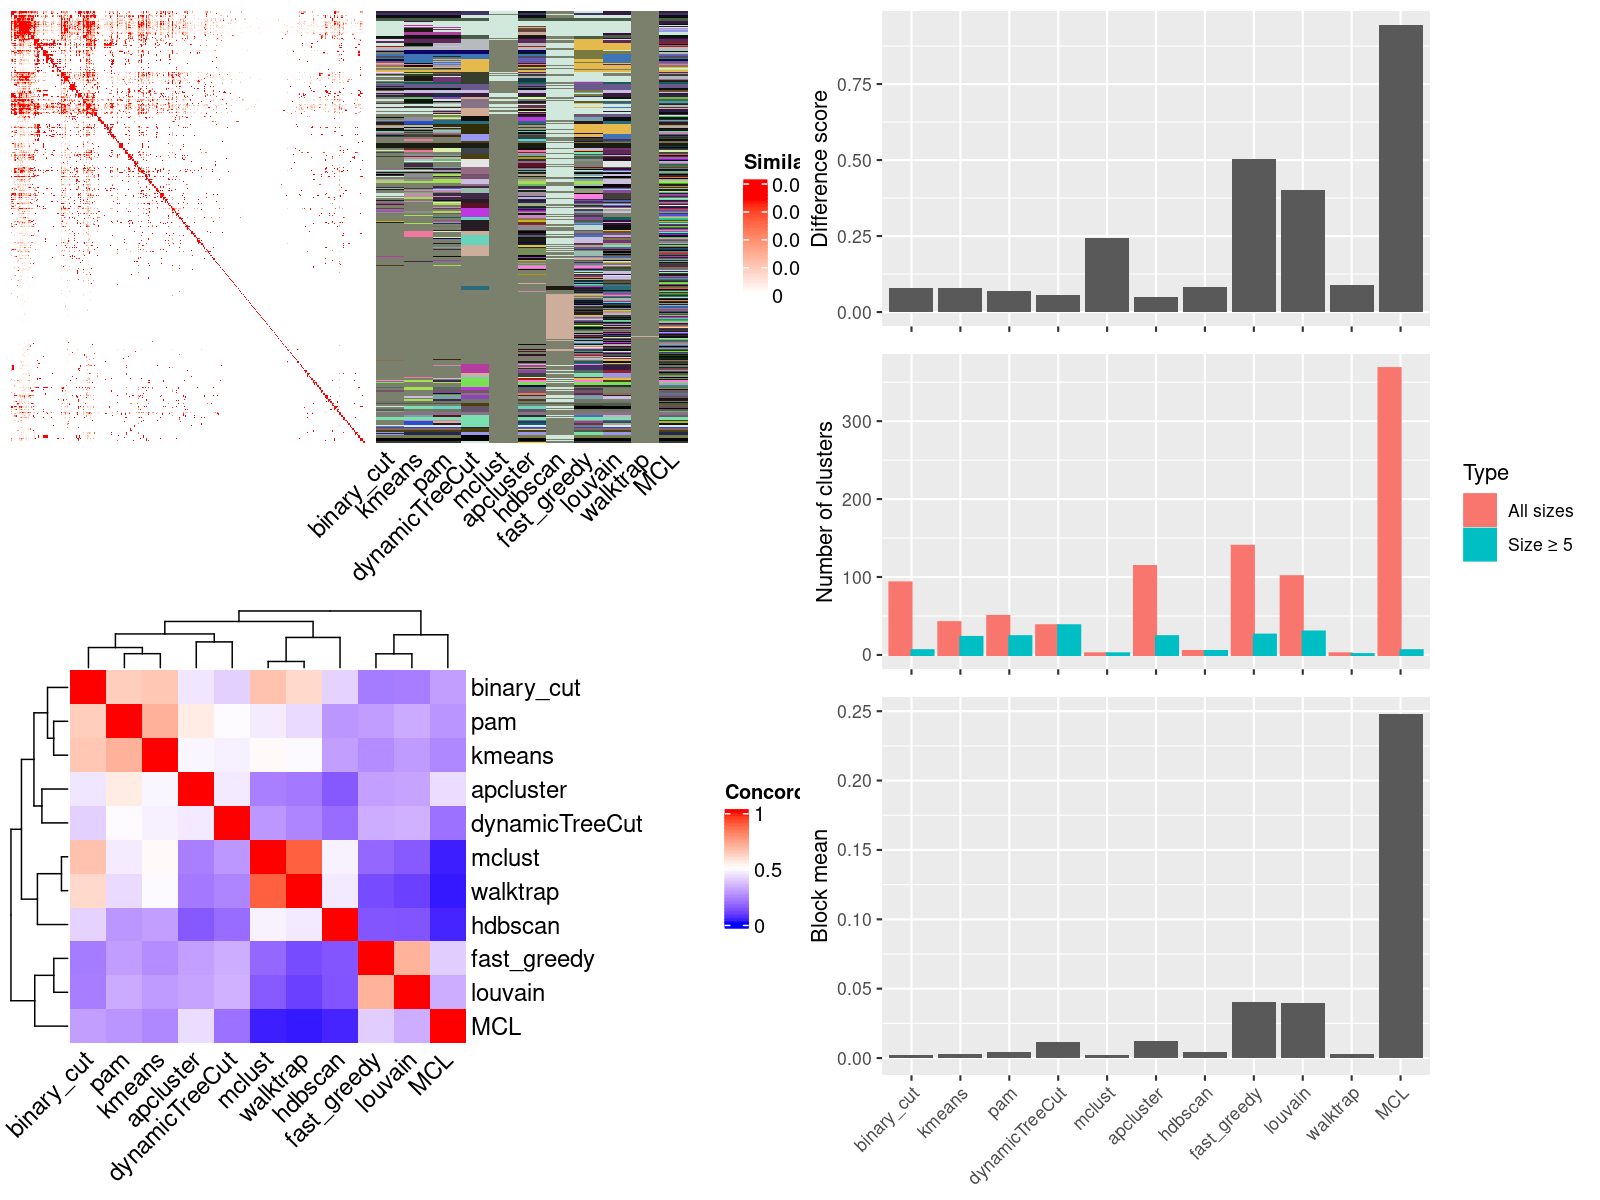 Simila
0.0
0.0
0.0
0.0
0
binary_cut
kmeans
pam
dynamicTreeCut
mclust
apcluster
hdbscan
fast_greedy
louvain
walktrap
MCL
binary_cut
pam
kmeans
apcluster
dynamicTreeCut
mclust
walktrap
hdbscan
fast_greedy
louvain
MCL
Concord
1
0.5
0
binary_cut
pam
kmeans
apcluster
dynamicTreeCut
mclust
walktrap
hdbscan
fast_greedy
louvain
MCL
Difference score
0.75
0.50
0.25
0.00
Number of clusters
300
200
100
0
Type
All sizes
Size ≥ 5
Block mean
0.25
0.20
0.15
0.10
0.05
0.00
binary_cut
kmeans
pam
dynamicTreeCut
mclust
apcluster
hdbscan
fast_greedy
louvain
walktrap
MCL